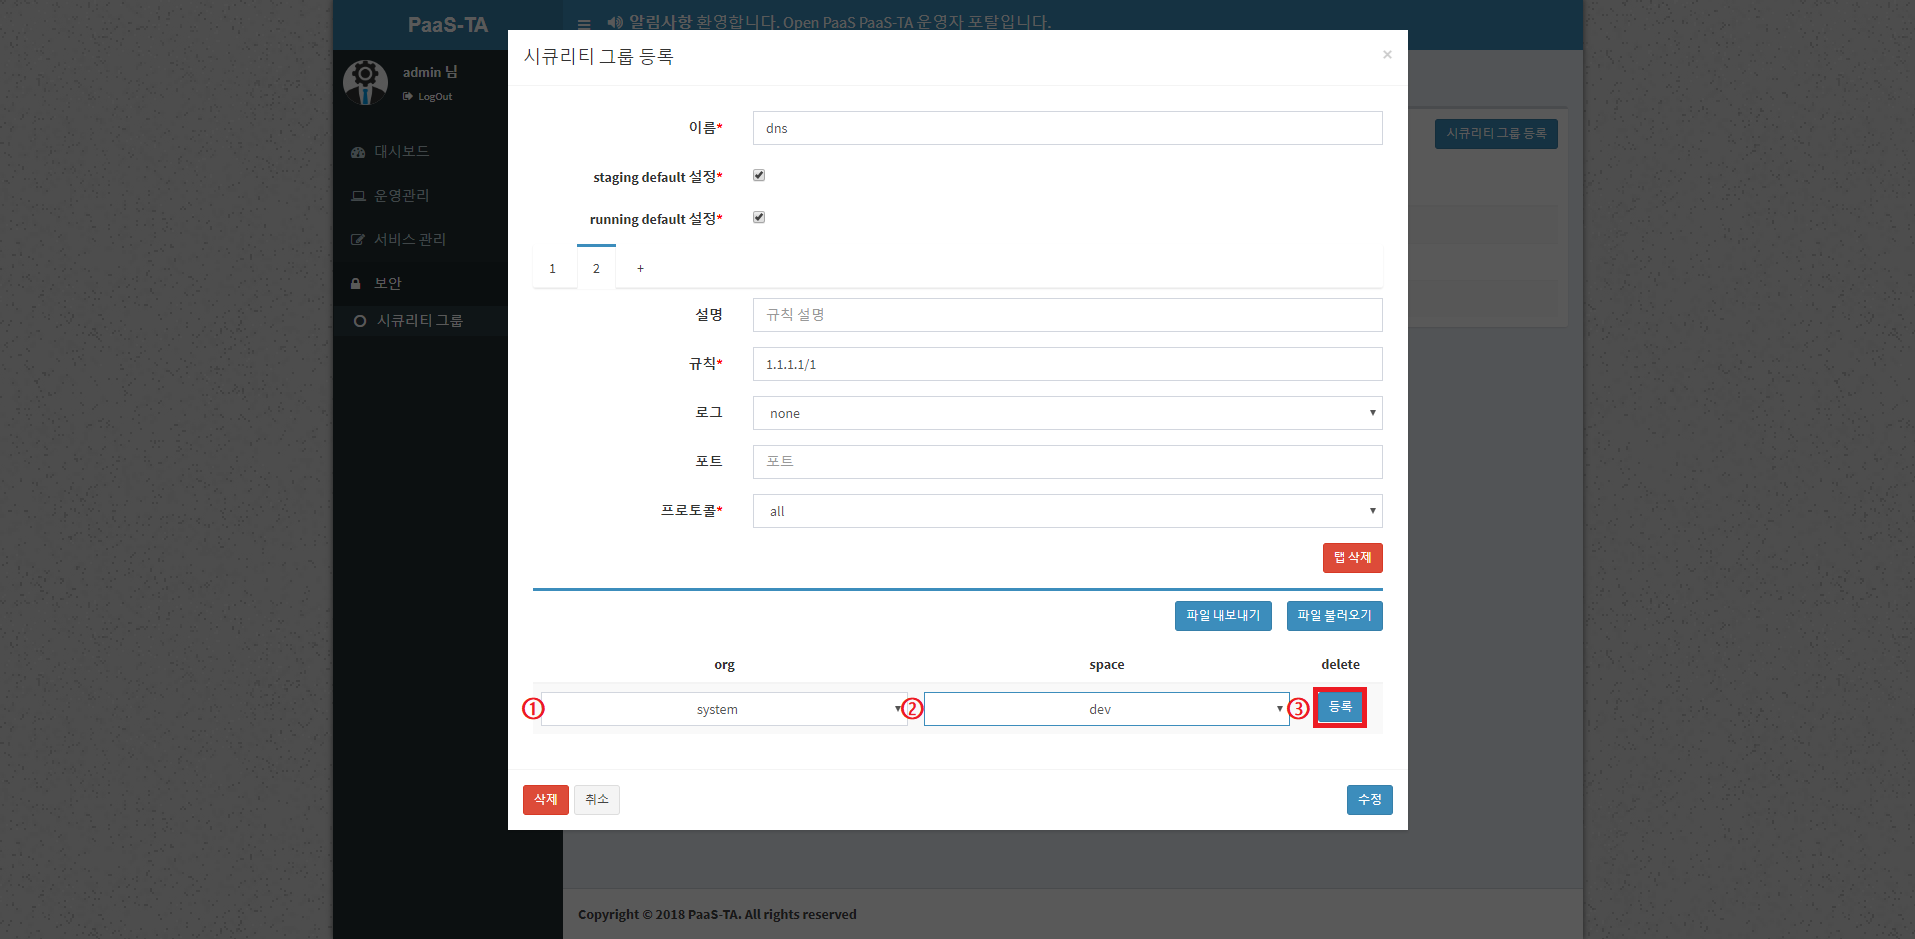 PaaS-TA
알림사항 환영합니다. Open PaaS PaaS-TA 운영자 포탈입니다.
admin 님
LogOut
대시보드
운영관리
서비스 관리
보안
시큐리티 그룹
시큐리티 그룹 등록
시큐리티 그룹 등록
×
이름*
dns
staging default 설정*
running default 설정*
1 2 +
설명
규칙 설명
규칙*
1.1.1.1/1
로그
none
포트
포트
프로토콜*
all
탭 삭제
파일 내보내기 파일 불러오기
org space delete
① system ② dev ③ 등록
삭제 취소 수정
Copyright © 2018 PaaS-TA. All rights reserved